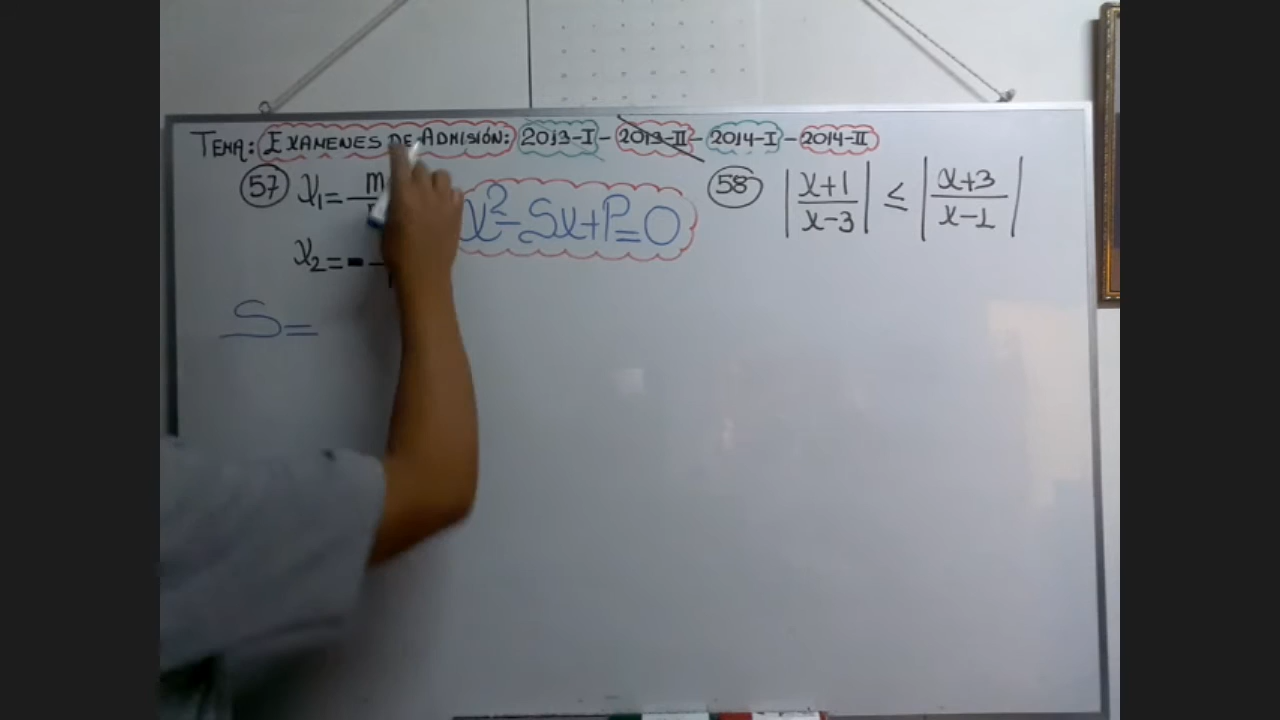 TEMA: EXAMENES DE ADMISIÓN: 2013-I - 2013-II - 2014-I - 2014-II
57 x₁ = m
x² - Sx + P = 0
58 |x+1 / x-3| ≤ |x+3 / x-1|
x₂ = -
S =